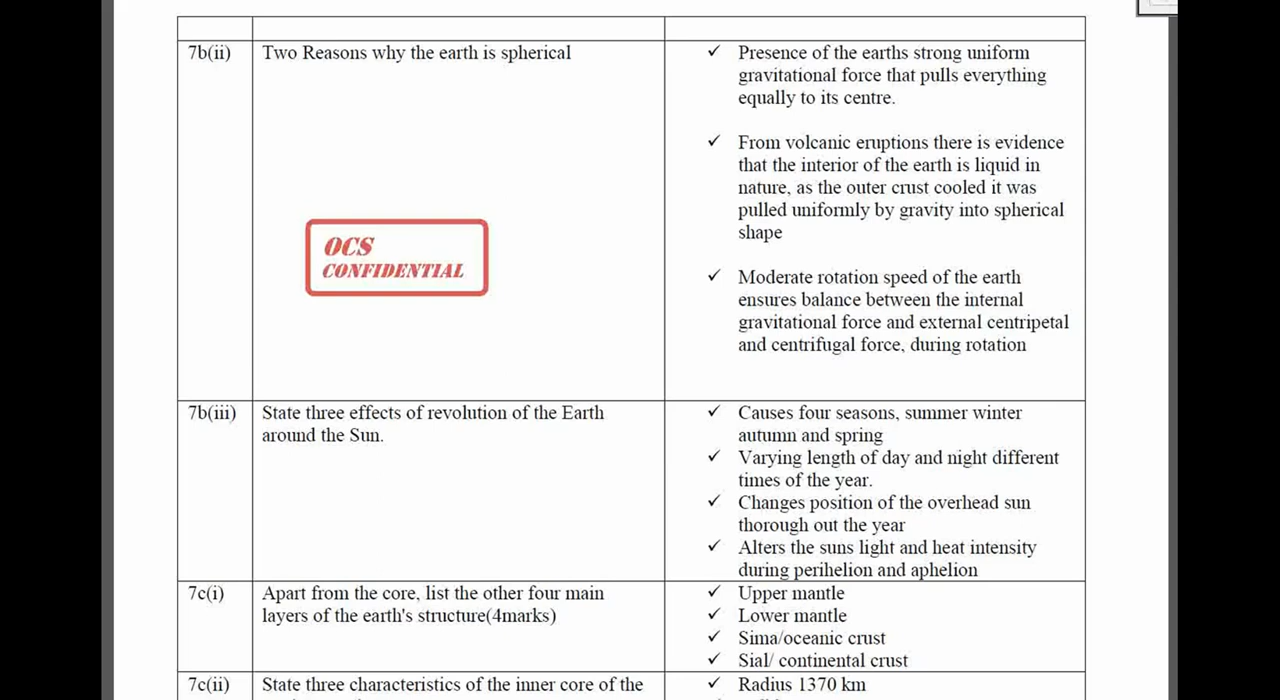 7b(ii) Two Reasons why the earth is spherical ✓ Presence of the earths strong uniform
gravitational force that pulls everything
equally to its centre.
✓ From volcanic eruptions there is evidence
that the interior of the earth is liquid in
nature, as the outer crust cooled it was
pulled uniformly by gravity into spherical
shape
OCS
CONFIDENTIAL
✓ Moderate rotation speed of the earth
ensures balance between the internal
gravitational force and external centripetal
and centrifugal force, during rotation
7b(iii) State three effects of revolution of the Earth
around the Sun.
✓ Causes four seasons, summer winter
autumn and spring
✓ Varying length of day and night different
times of the year.
✓ Changes position of the overhead sun
thorough out the year
✓ Alters the suns light and heat intensity
during perihelion and aphelion
7c(i) Apart from the core, list the other four main
layers of the earth's structure(4marks)
✓ Upper mantle
✓ Lower mantle
✓ Sima/oceanic crust
✓ Sial/ continental crust
7c(ii) State three characteristics of the inner core of the
✓ Radius 1370 km